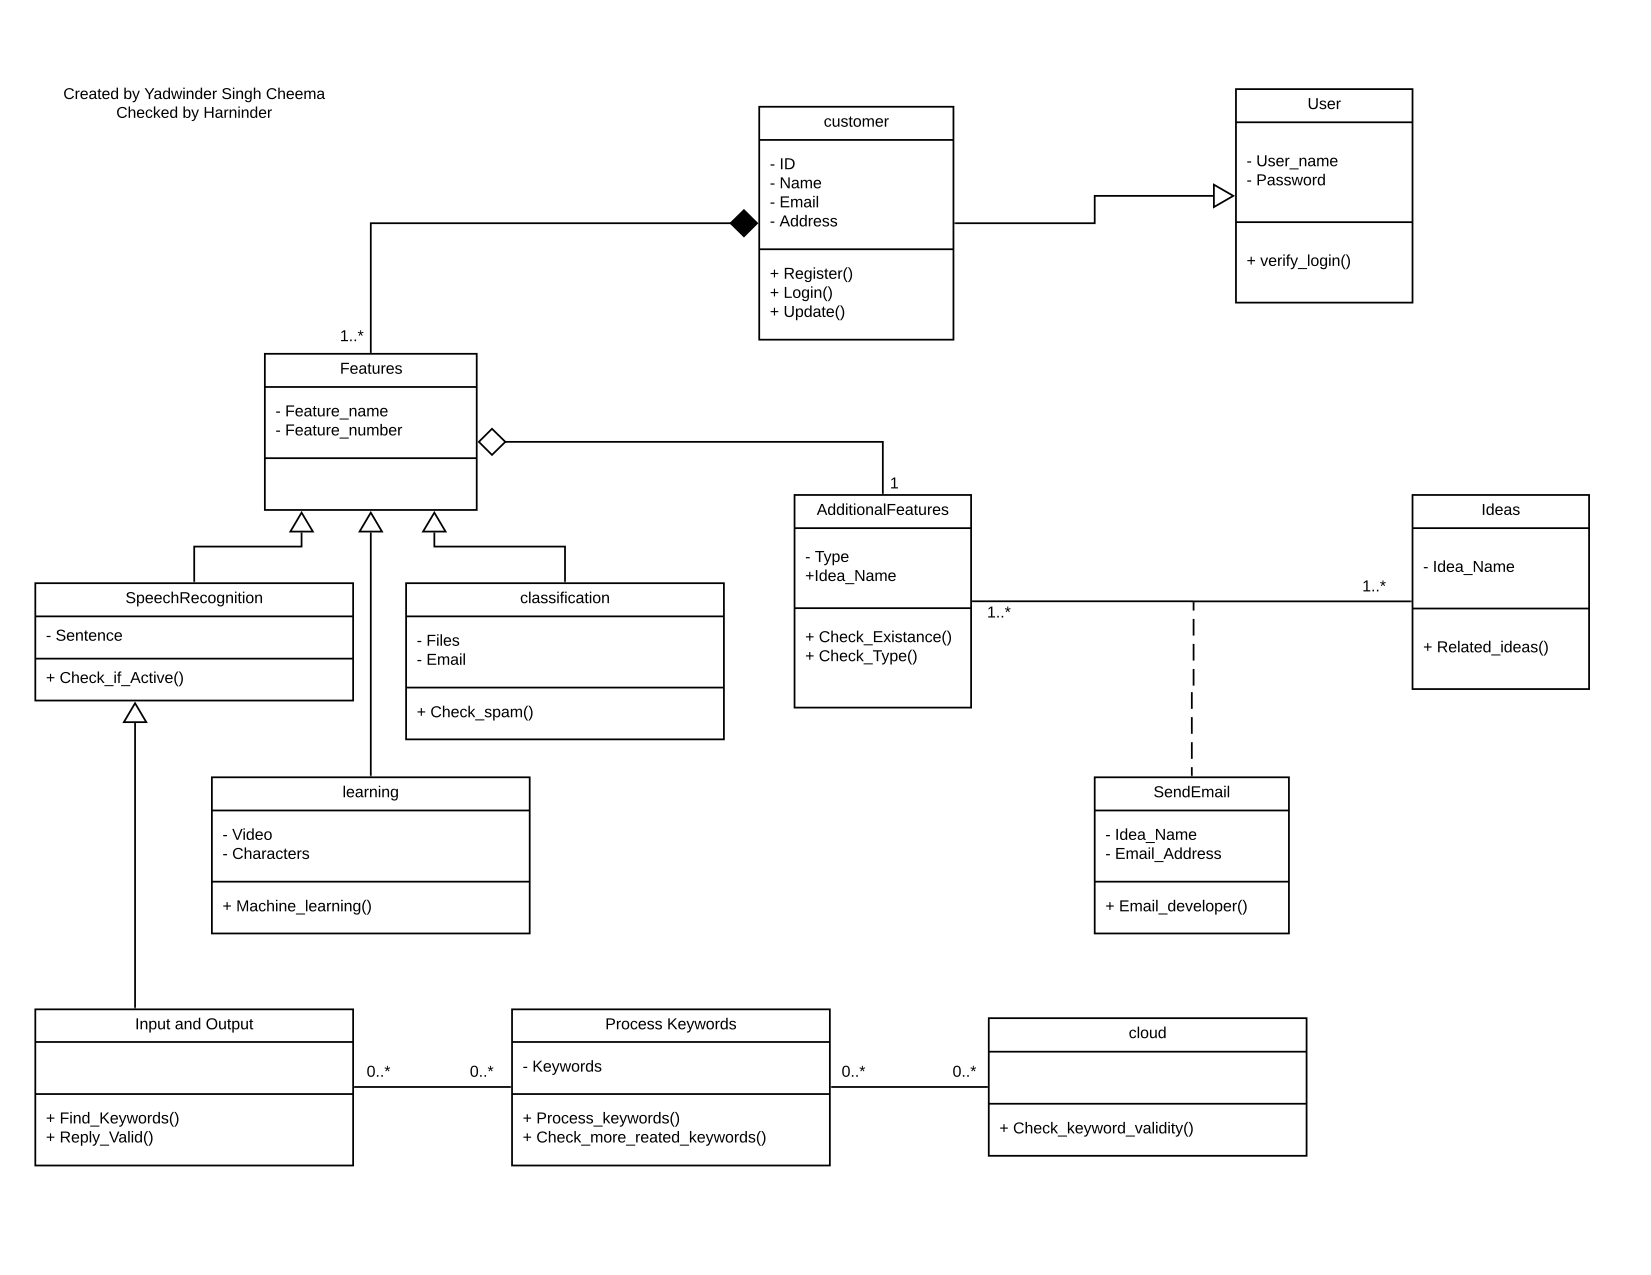 Created by Yadwinder Singh Cheema
Checked by Harninder
customer
- ID
- Name
- Email
- Address
+ Register()
+ Login()
+ Update()
User
- User_name
- Password
+ verify_login()
1..*
Features
- Feature_name
- Feature_number
1
AdditionalFeatures
- Type
+Idea_Name
+ Check_Existance()
+ Check_Type()
1..*
1..*
Ideas
- Idea_Name
+ Related_ideas()
SpeechRecognition
- Sentence
+ Check_if_Active()
classification
- Files
- Email
+ Check_spam()
learning
- Video
- Characters
+ Machine_learning()
SendEmail
- Idea_Name
- Email_Address
+ Email_developer()
Input and Output
+ Find_Keywords()
+ Reply_Valid()
0..*
0..*
Process Keywords
- Keywords
+ Process_keywords()
+ Check_more_reated_keywords()
0..*
0..*
cloud
+ Check_keyword_validity()